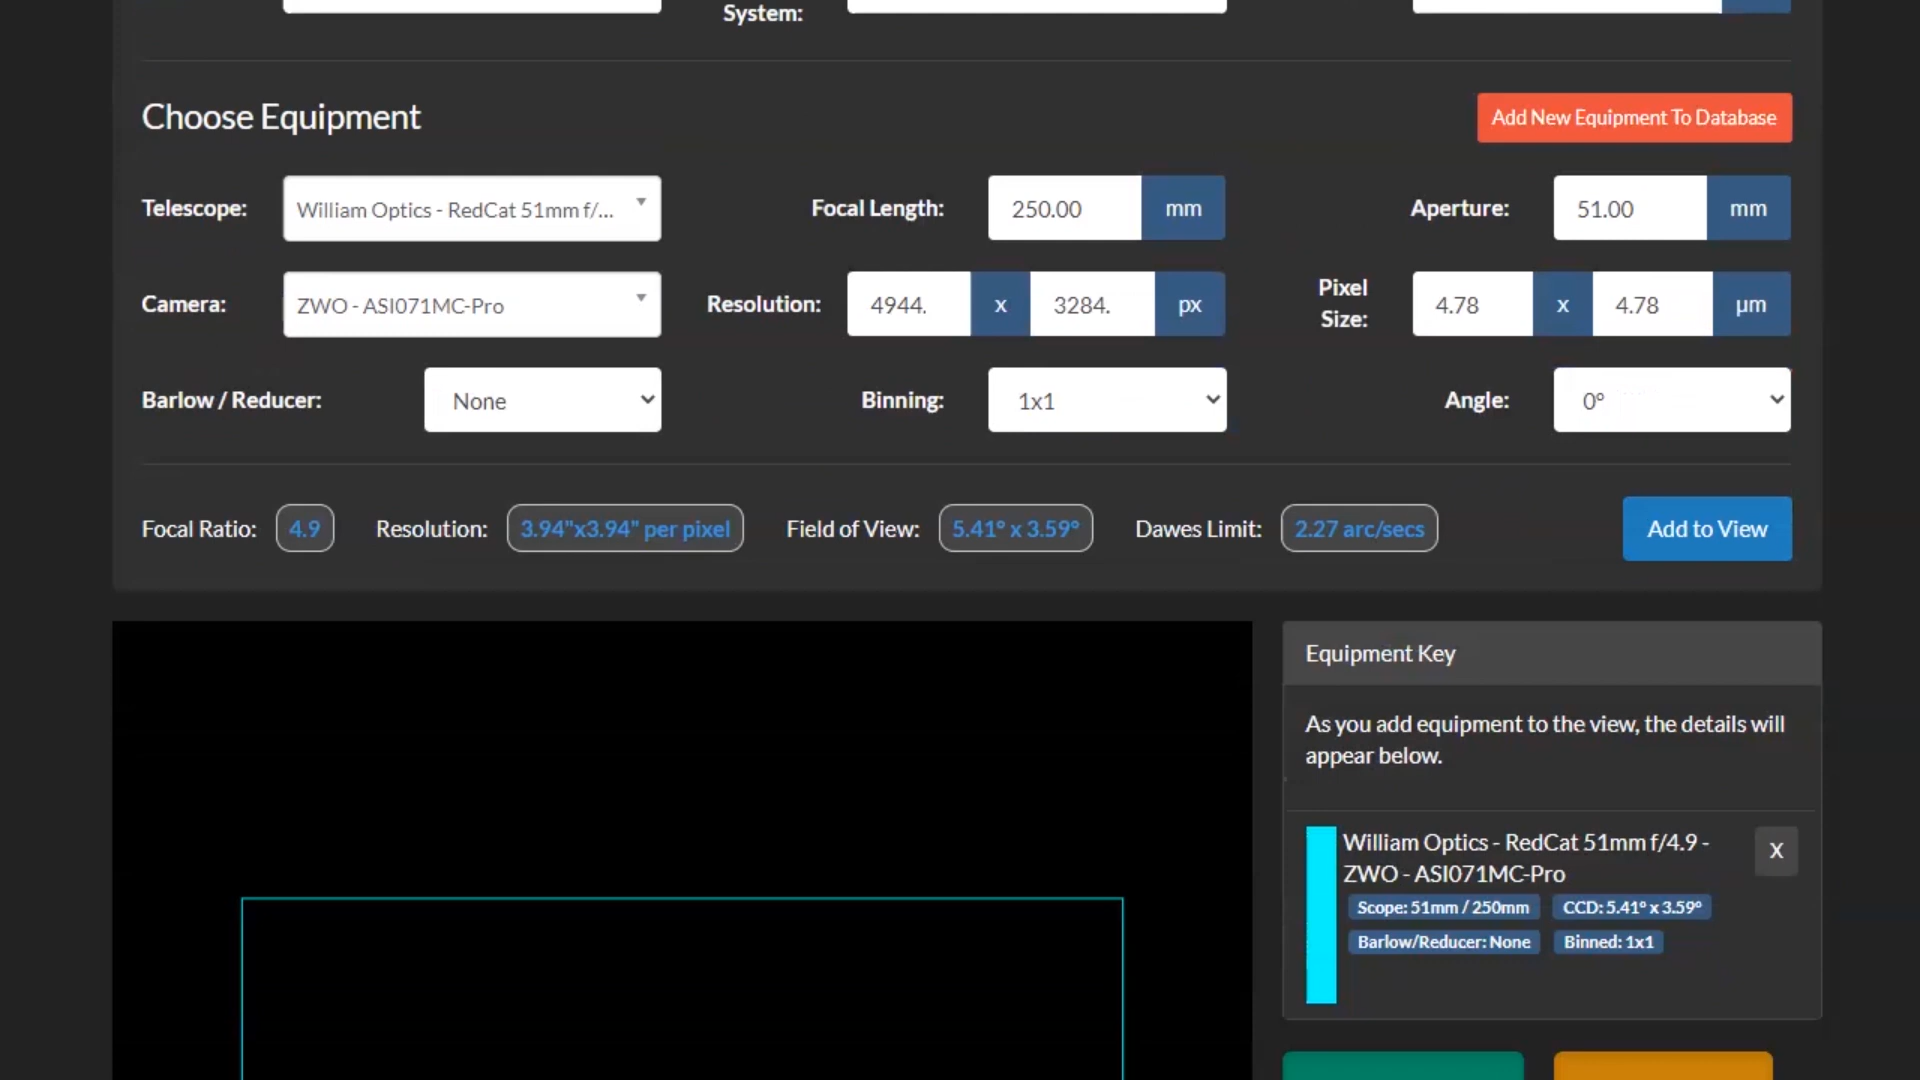 System:
Choose Equipment
Add New Equipment To Database
Telescope: William Optics - RedCat 51mm f/... Focal Length: 250.00 mm Aperture: 51.00 mm
Camera: ZWO - ASI071MC-Pro Resolution: 4944. x 3284. px Pixel Size: 4.78 x 4.78 µm
Barlow / Reducer: None Binning: 1x1 Angle: 0º
Focal Ratio: 4.9 Resolution: 3.94"x3.94" per pixel Field of View: 5.41° x 3.59° Dawes Limit: 2.27 arc/secs Add to View
Equipment Key
As you add equipment to the view, the details will
appear below.
William Optics - RedCat 51mm f/4.9 - X
ZWO - ASI071MC-Pro
Scope: 51mm / 250mm CCD: 5.41° x 3.59°
Barlow/Reducer: None Binned: 1x1